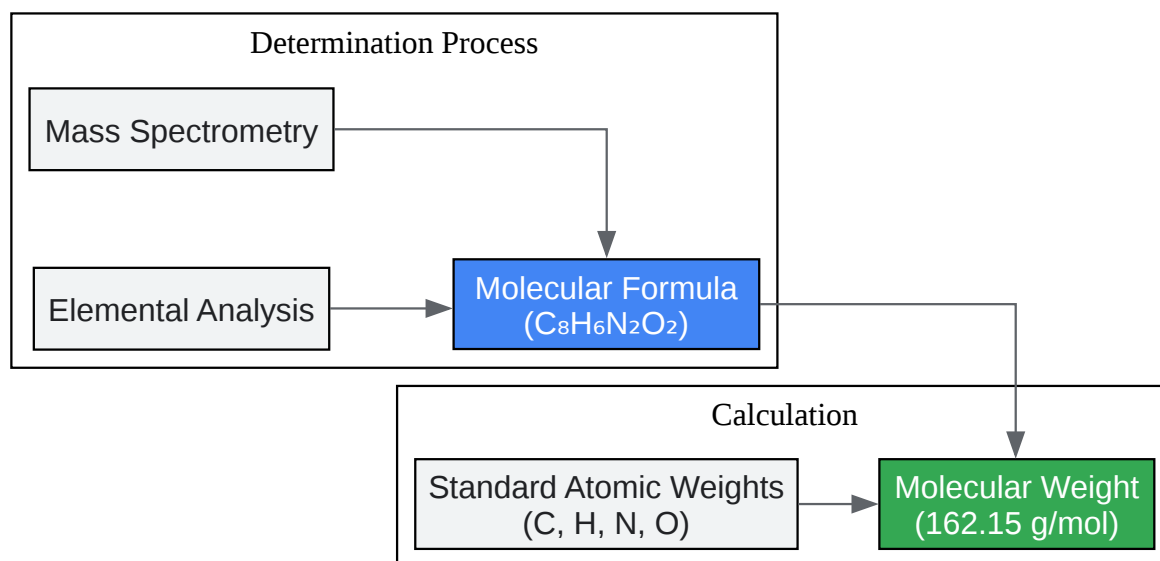 Determination Process
Mass Spectrometry
Elemental Analysis
Molecular Formula
(C₈H₆N₂O₂)
Calculation
Standard Atomic Weights
(C, H, N, O)
Molecular Weight
(162.15 g/mol)